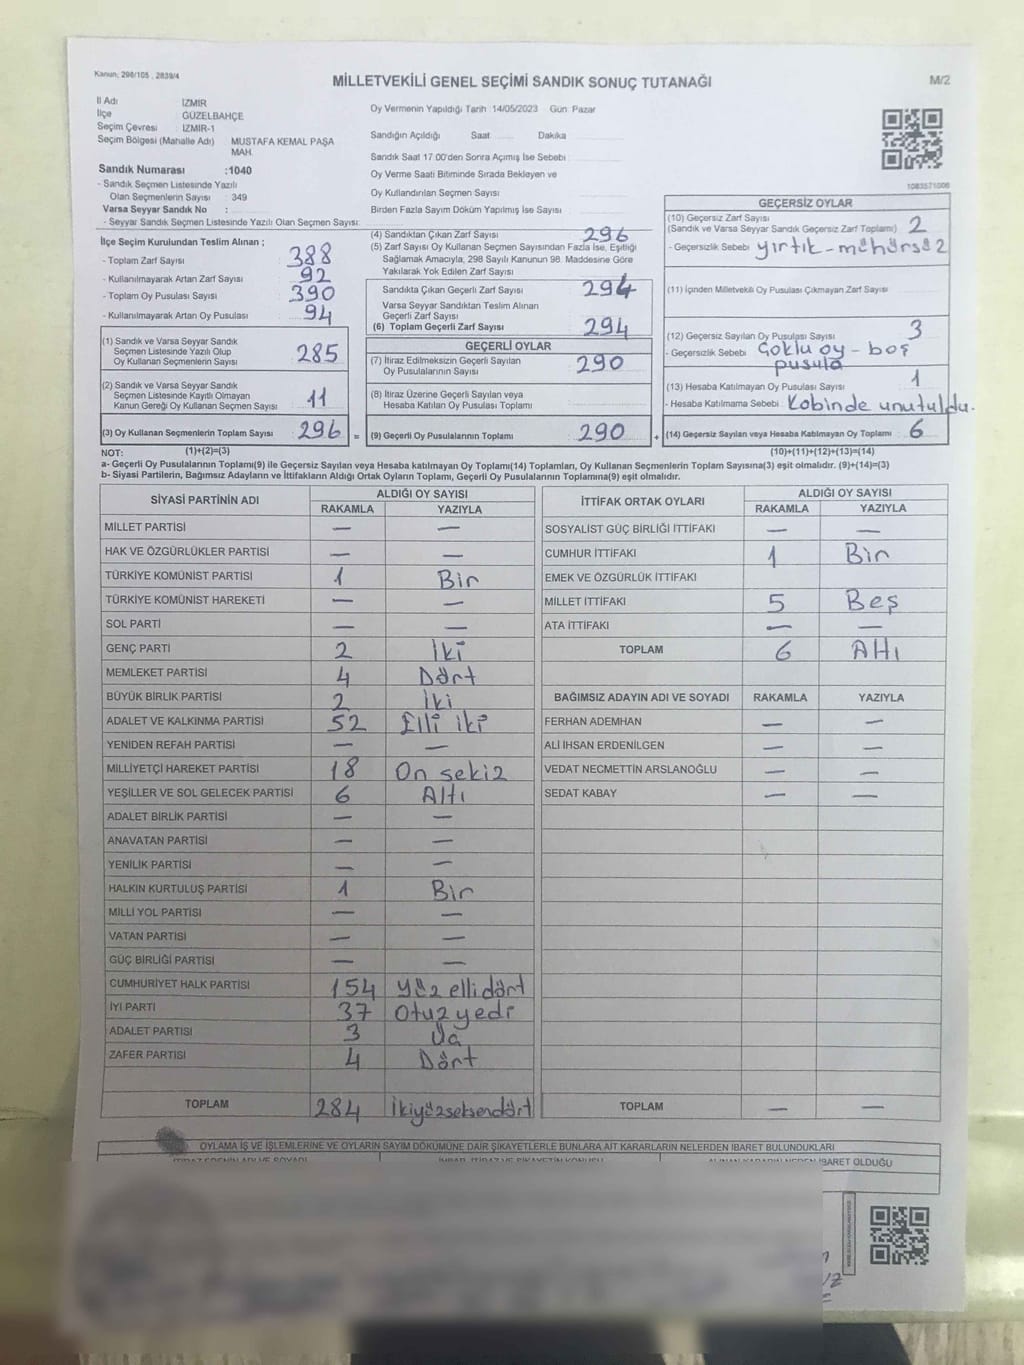 Kanun, 298/105 , 2839/4
MİLLETVEKİLİ GENEL SEÇİMİ SANDIK SONUÇ TUTANAĞI
M/2
İl Adı İZMİR
İlçe GÜZELBAHÇE
Seçim Çevresi : İZMİR-1
Seçim Bölgesi (Mahalle Adı) MUSTAFA KEMAL PAŞA
MAH.
Sandık Numarası :1040
- Sandık Seçmen Listesinde Yazılı
Olan Seçmenlerin Sayısı : 349
Varsa Seyyar Sandık No :
- Seyyar Sandık Seçmen Listesinde Yazılı Olan Seçmen Sayısı:
Oy Vermenin Yapıldığı Tarih :14/05/2023 Gün: Pazar
Sandığın Açıldığı Saat Dakika
Sandık Saat 17.00'den Sonra Açımış İse Sebebi :
Oy Verme Saati Bitiminde Sırada Bekleyen ve
Oy Kullandırılan Seçmen Sayısı
Birden Fazla Sayım Döküm Yapılmış İse Sayısı :
1083571006
İlçe Seçim Kurulundan Teslim Alınan ;
- Toplam Zarf Sayısı 388
- Kullanılmayarak Artan Zarf Sayısı 92
- Toplam Oy Pusulası Sayısı 390
- Kullanılmayarak Artan Oy Pusulası 94
(4) Sandıktan Çıkan Zarf Sayısı 296
(5) Zarf Sayısı Oy Kullanan Seçmen Sayısından Fazla İse, Eşitliği
Sağlamak Amacıyla, 298 Sayılı Kanunun 98. Maddesine Göre
Yakılarak Yok Edilen Zarf Sayısı
Sandıkta Çıkan Geçerli Zarf Sayısı 294
Varsa Seyyar Sandıktan Teslim Alınan
Geçerli Zarf Sayısı
(6) Toplam Geçerli Zarf Sayısı 294
GEÇERSİZ OYLAR
(10) Geçersiz Zarf Sayısı
(Sandık ve Varsa Seyyar Sandık Geçersiz Zarf Toplamı) 2
- Geçersizlik Sebebi yırtık-mühürsüz
(11) İçinden Milletvekili Oy Pusulası Çıkmayan Zarf Sayısı
(12) Geçersiz Sayılan Oy Pusulası Sayısı 3
- Geçersizlik Sebebi Çoklu oy - boş
pusula
(13) Hesaba Katılmayan Oy Pusulası Sayısı 1
- Hesaba Katılmama Sebebi : Kabinde unutuldu.
(14) Geçersiz Sayılan veya Hesaba Katılmayan Oy Toplamı 6
(10)+(11)+(12)+(13)=(14)
(1) Sandık ve Varsa Seyyar Sandık
Seçmen Listesinde Yazılı Olup
Oy Kullanan Seçmenlerin Sayısı 285
(2) Sandık ve Varsa Seyyar Sandık
Seçmen Listesinde Kayıtlı Olmayan
Kanun Gereği Oy Kullanan Seçmen Sayısı 11
(3) Oy Kullanan Seçmenlerin Toplam Sayısı 296 =
(1)+(2)=(3)
GEÇERLİ OYLAR
(7) İtiraz Edilmeksizin Geçerli Sayılan
Oy Pusulalarının Sayısı 290
(8) İtiraz Üzerine Geçerli Sayılan veya
Hesaba Katılan Oy Pusulası Toplamı
(9) Geçerli Oy Pusulalarının Toplamı 290 +
NOT:
a- Geçerli Oy Pusulalarının Toplamı(9) ile Geçersiz Sayılan veya Hesaba katılmayan Oy Toplamı(14) Toplamları, Oy Kullanan Seçmenlerin Toplam Sayısına(3) eşit olmalıdır. (9)+(14)=(3)
b- Siyasi Partilerin, Bağımsız Adayların ve İttifakların Aldığı Ortak Oyların Toplamı, Geçerli Oy Pusulalarının Toplamına(9) eşit olmalıdır.
SİYASİ PARTİNİN ADI ALDIĞI OY SAYISI
RAKAMLA YAZIYLA
MİLLET PARTİSİ — —
HAK VE ÖZGÜRLÜKLER PARTİSİ — —
TÜRKİYE KOMÜNİST PARTİSİ 1 Bir
TÜRKİYE KOMÜNİST HAREKETİ — —
SOL PARTİ — —
GENÇ PARTİ 2 İki
MEMLEKET PARTİSİ 4 Dört
BÜYÜK BİRLİK PARTİSİ 2 İki
ADALET VE KALKINMA PARTİSİ 52 Elli iki
YENİDEN REFAH PARTİSİ — —
MİLLİYETÇİ HAREKET PARTİSİ 18 On sekiz
YEŞİLLER VE SOL GELECEK PARTİSİ 6 Altı
ADALET BİRLİK PARTİSİ — —
ANAVATAN PARTİSİ — —
YENİLİK PARTİSİ — —
HALKIN KURTULUŞ PARTİSİ 1 Bir
MİLLİ YOL PARTİSİ — —
VATAN PARTİSİ — —
GÜÇ BİRLİĞİ PARTİSİ — —
CUMHURİYET HALK PARTİSİ 154 Yüz ellidört
İYİ PARTİ 37 Otuzyedi
ADALET PARTİSİ 3 Üç
ZAFER PARTİSİ 4 Dört
TOPLAM 284 İkiyüzseksendört
İTTİFAK ORTAK OYLARI ALDIĞI OY SAYISI
RAKAMLA YAZIYLA
SOSYALİST GÜÇ BİRLİĞİ İTTİFAKI — —
CUMHUR İTTİFAKI 1 Bir
EMEK VE ÖZGÜRLÜK İTTİFAKI
MİLLET İTTİFAKI 5 Beş
ATA İTTİFAKI — —
TOPLAM 6 Altı
BAĞIMSIZ ADAYIN ADI VE SOYADI RAKAMLA YAZIYLA
FERHAN ADEMHAN — —
ALİ İHSAN ERDENİLGEN — —
VEDAT NECMETTİN ARSLANOĞLU — —
SEDAT KABAY — —
TOPLAM — —
OYLAMA İŞ VE İŞLEMLERİNE VE OYLARIN SAYIM DÖKÜMÜNE DAİR ŞİKAYETLERLE BUNLARA AİT KARARLARIN NELERDEN İBARET BULUNDUKLARI
İBARET OLDUĞU